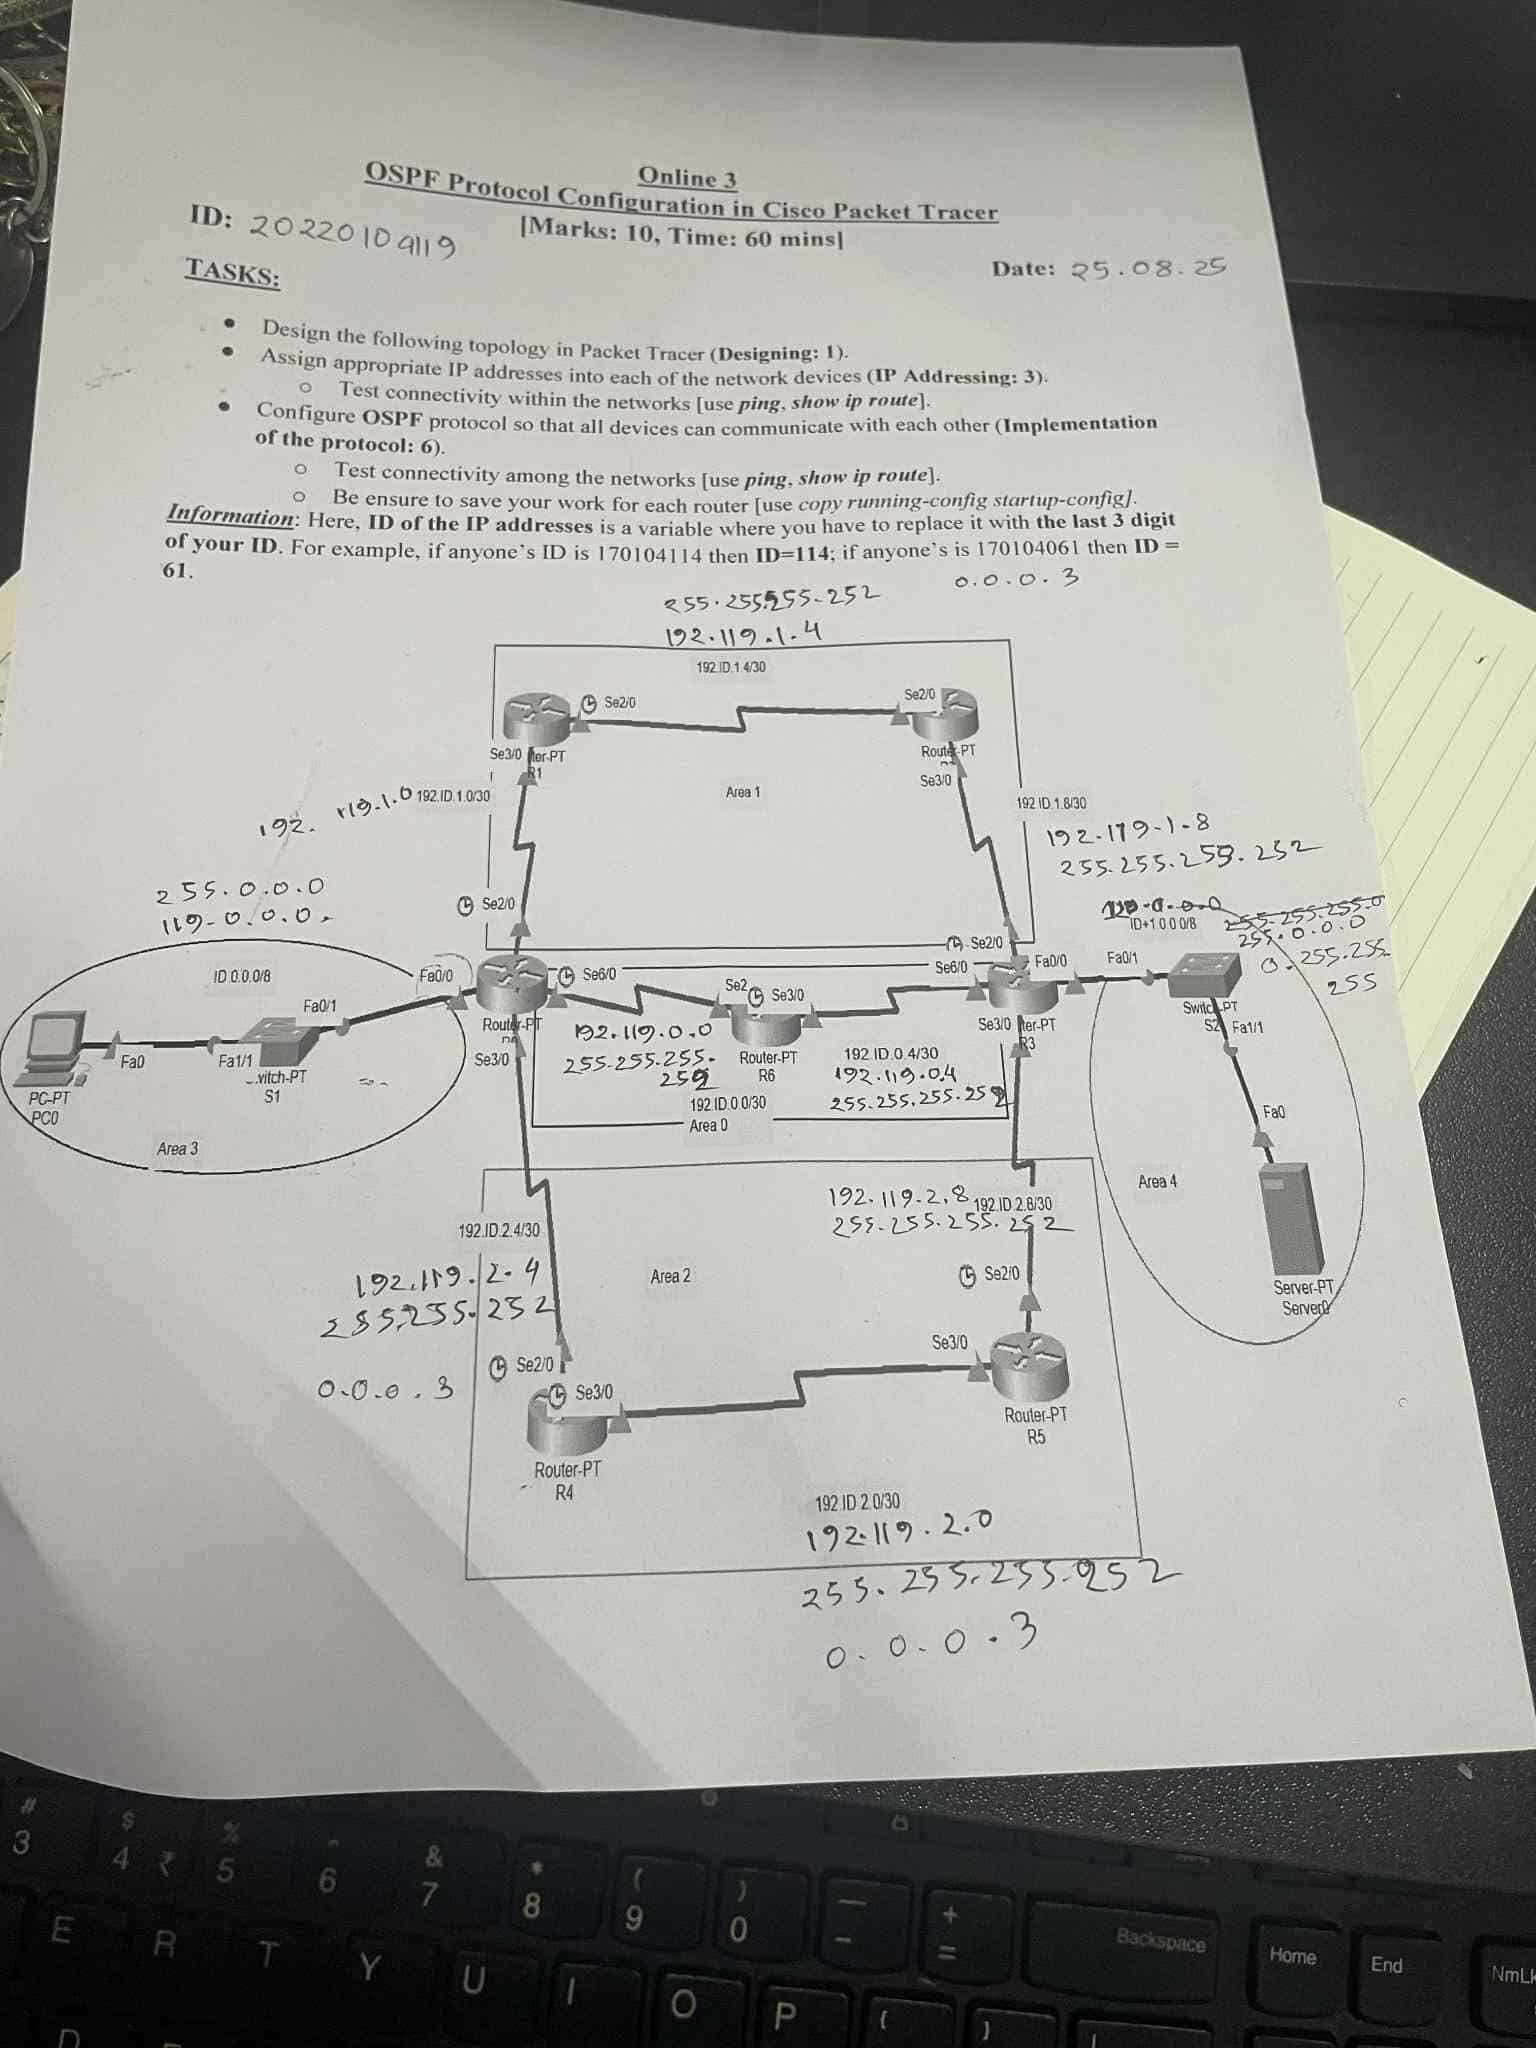 Online 3
OSPF Protocol Configuration in Cisco Packet Tracer
ID: 20220104119
[Marks: 10, Time: 60 mins]
Date: 25.08.25
TASKS:
• Design the following topology in Packet Tracer (Designing: 1).
• Assign appropriate IP addresses into each of the network devices (IP Addressing: 3).
o Test connectivity within the networks [use ping, show ip route].
• Configure OSPF protocol so that all devices can communicate with each other (Implementation
of the protocol: 6).
o Test connectivity among the networks [use ping, show ip route].
o Be ensure to save your work for each router [use copy running-config startup-config].
Information: Here, ID of the IP addresses is a variable where you have to replace it with the last 3 digit
of your ID. For example, if anyone's ID is 170104114 then ID=114; if anyone's is 170104061 then ID =
61.
0.0.0.3
255.255.255.252
192.119.1.4
192.ID.1.4/30
Se2/0
Se2/0
Se3/0
R1
Router-PT
Se3/0
Area 1
192.119.1.0
192.ID.1.0/30
192.ID.1.8/30
192.119.1.8
255.255.255.252
255.0.0.0
119.0.0.0
Se2/0
ID+1.0.0.0/8
255.255.255.0
255.0.0.0
0.255.255.
255
Se2/0
ID.0.0.0/8
Fa0/0
Se6/0
Se6/0
Fa0/0
Fa0/1
Fa0/1
Se3/0
Router-PT
Switch-PT
S2
Fa1/1
Se3/0
R3
Fa0
Fa1/1
S1
PC-PT
PC0
Se3/0
192.119.0.0
255.255.255.
252
Router-PT
R6
192.ID.0.4/30
192.119.0.4
255.255.255.252
192.ID.0.0/30
Area 0
Fa0
Area 3
Area 4
192.119.2.8
192.ID.2.8/30
255.255.255.252
192.ID.2.4/30
Area 2
192.119.2.4
255.255.252
Se2/0
Server-PT
Server0
Se3/0
Se2/0
0.0.0.3
Se3/0
Router-PT
R5
Router-PT
R4
192.ID.2.0/30
192.119.2.0
255.255.255.252
0.0.0.3
#
3
$
4
₹
%
5
^
6
&
7
*
8
(
9
)
0
—
-
+
=
Backspace
Home
End
NmLk
E
R
T
Y
U
I
O
P
{
}